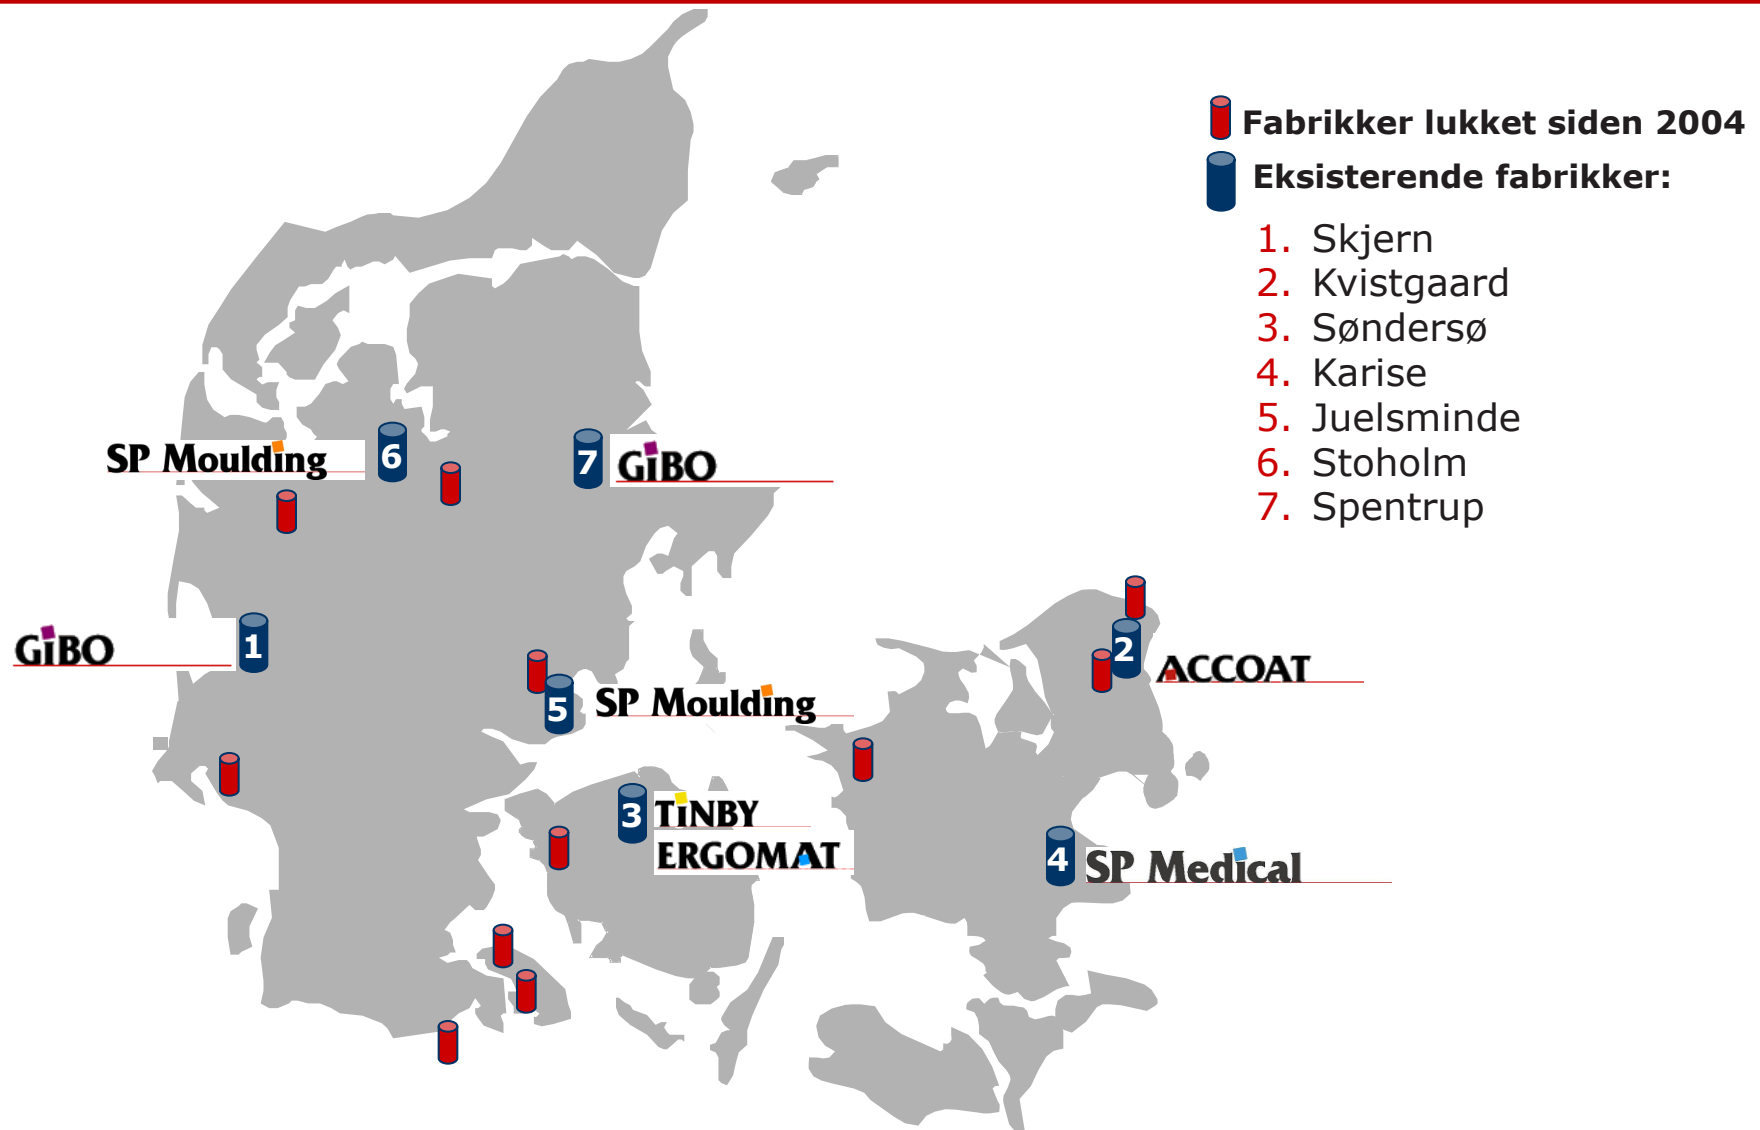 Fabrikker lukket siden 2004
Eksisterende fabrikker:
1. Skjern
2. Kvistgaard
3. Søndersø
4. Karise
5. Juelsminde
6. Stoholm
7. Spentrup
SP Moulding
6
7
GiBO
GiBO
1
2
ACCOAT
5
SP Moulding
3
TiNBY
ERGOMAT
4
SP Medical